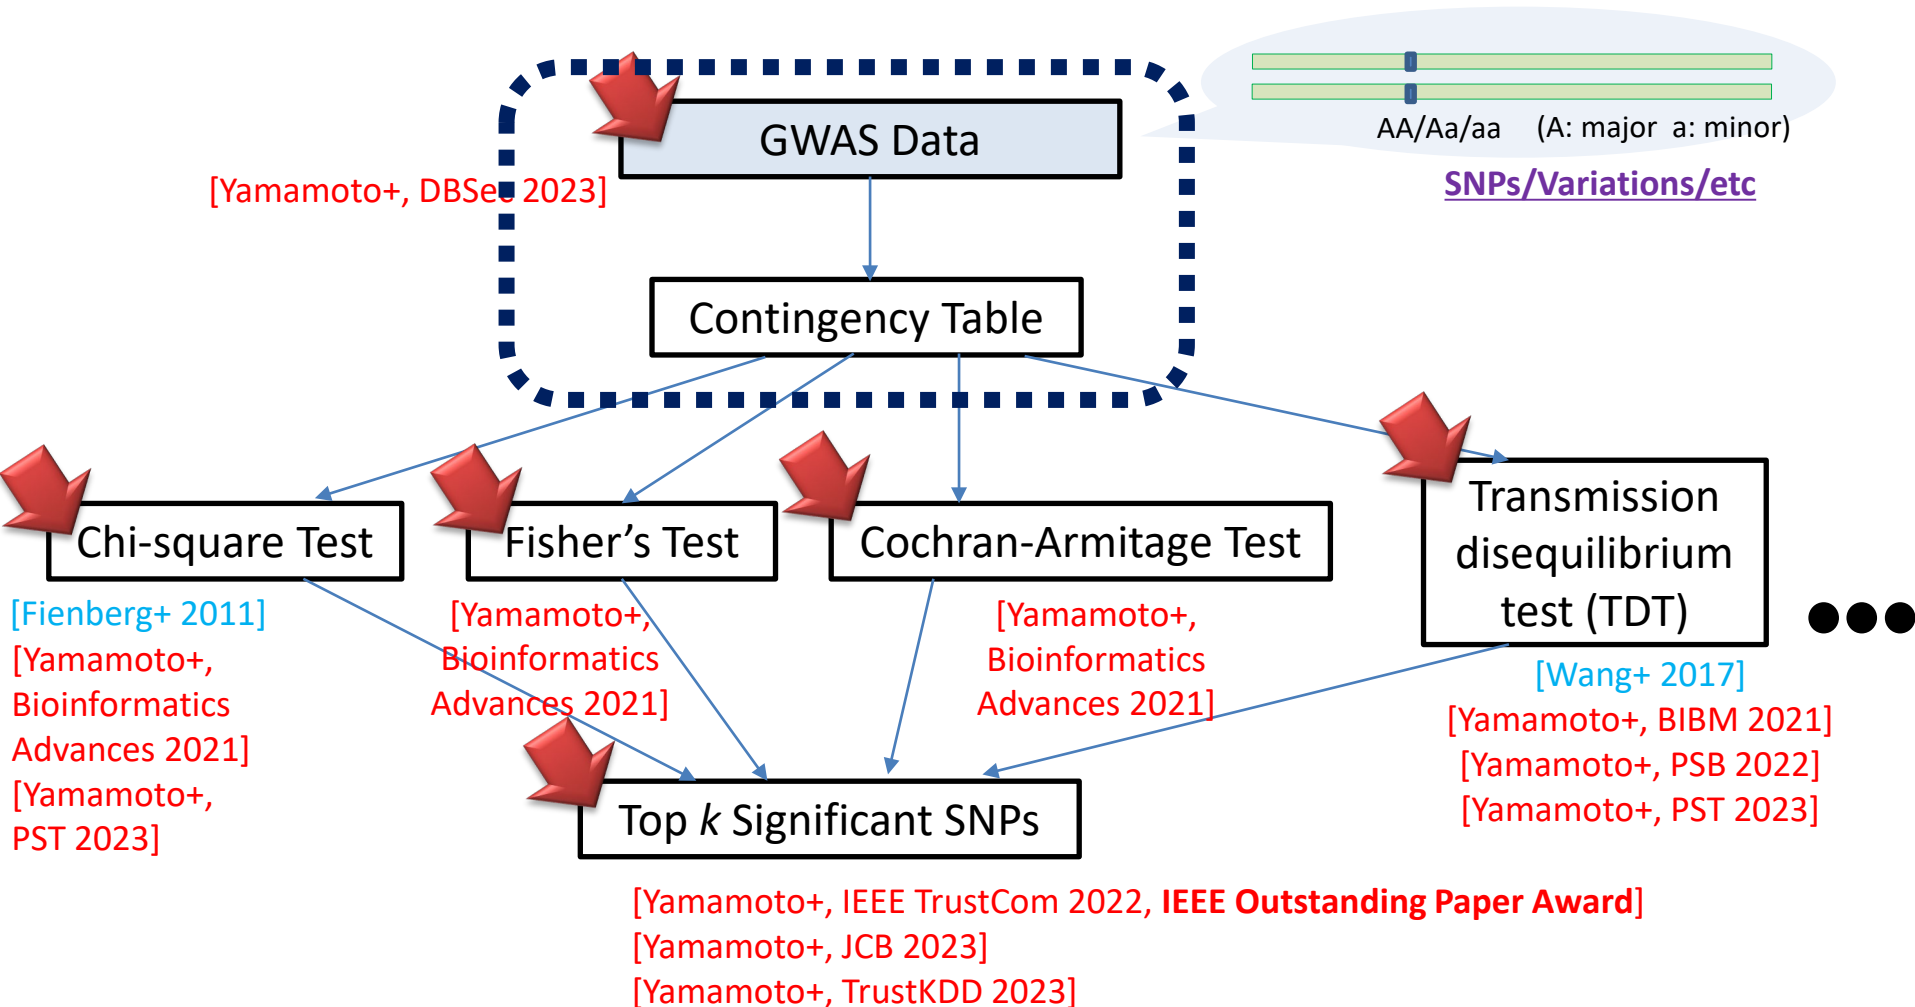 GWAS Data
AA/Aa/aa (A: major a: minor)
SNPs/Variations/etc
[Yamamoto+, DBSec 2023]
Contingency Table
Chi-square Test
Fisher's Test
Cochran-Armitage Test
Transmission
disequilibrium
test (TDT)
[Fienberg+ 2011]
[Yamamoto+,
Bioinformatics
Advances 2021]
[Yamamoto+,
PST 2023]
[Yamamoto+,
Bioinformatics
Advances 2021]
[Yamamoto+,
Bioinformatics
Advances 2021]
[Wang+ 2017]
[Yamamoto+, BIBM 2021]
[Yamamoto+, PSB 2022]
[Yamamoto+, PST 2023]
Top k Significant SNPs
[Yamamoto+, IEEE TrustCom 2022, IEEE Outstanding Paper Award]
[Yamamoto+, JCB 2023]
[Yamamoto+, TrustKDD 2023]